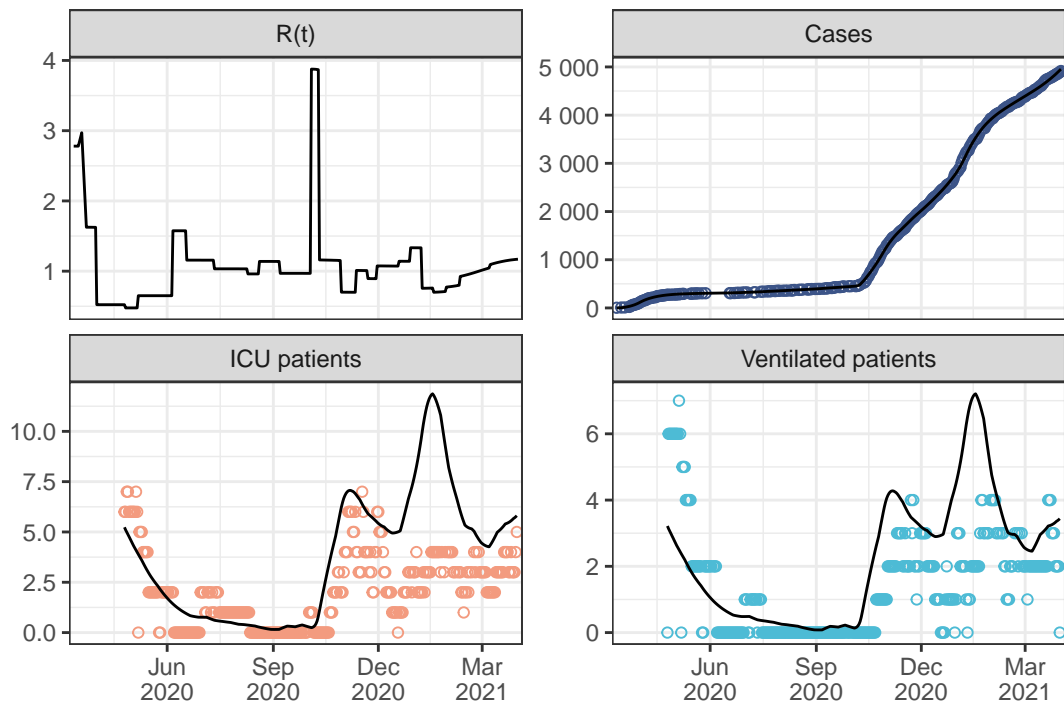 R(t)
4
3
2
1
Cases
5 000
4 000
3 000
2 000
1 000
0
ICU patients
10.0
7.5
5.0
2.5
0.0
Jun
2020
Sep
2020
Dec
2020
Mar
2021
Ventilated patients
6
4
2
0
Jun
2020
Sep
2020
Dec
2020
Mar
2021